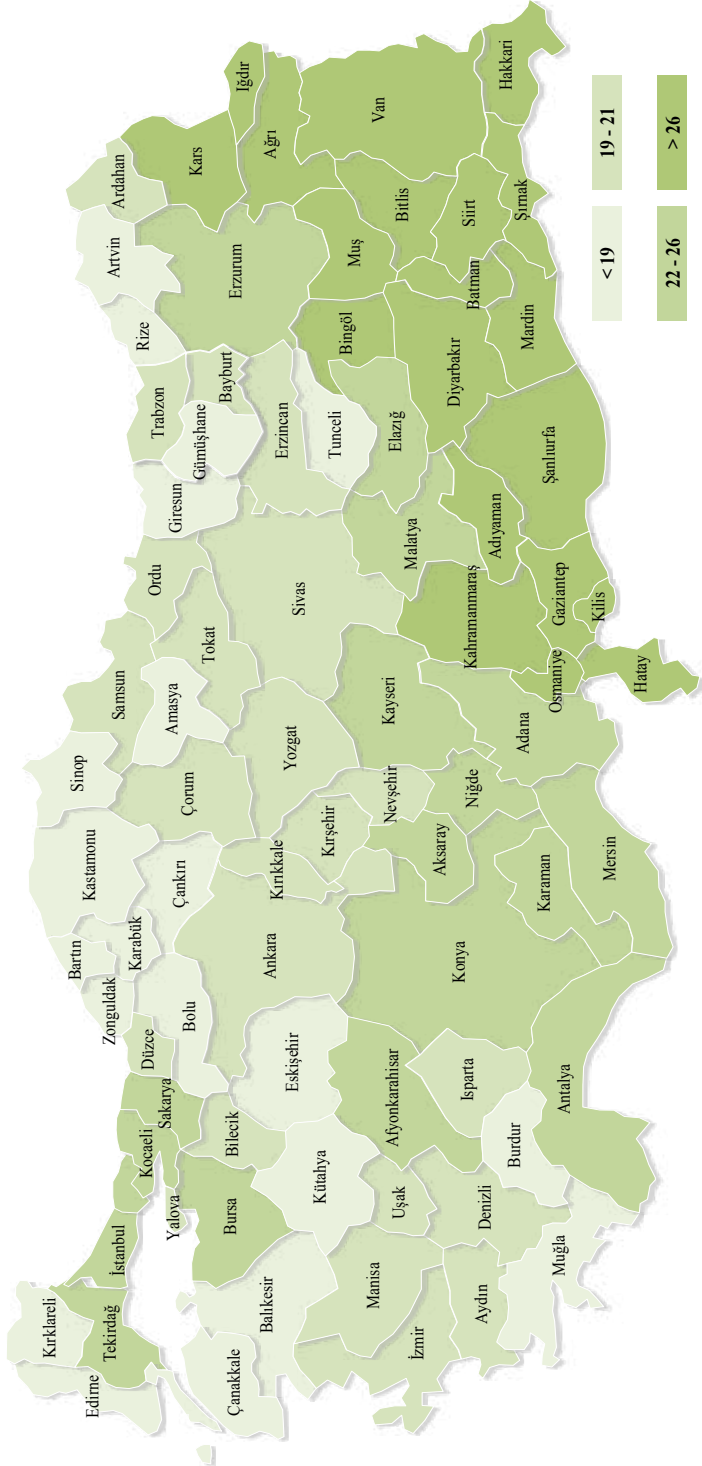 Edirne
Kırklareli
Tekirdağ
İstanbul
Kocaeli
Yalova
Sakarya
Düzce
Zonguldak
Bartın
Karabük
Kastamonu
Sinop
Samsun
Ordu
Giresun
Trabzon
Rize
Artvin
Ardahan
Çanakkale
Balıkesir
Bursa
Bilecik
Bolu
Çankırı
Çorum
Amasya
Tokat
Gümüşhane
Bayburt
Erzurum
Kars
Iğdır
Kütahya
Eskişehir
Ankara
Kırıkkale
Yozgat
Sivas
Erzincan
Tunceli
Bingöl
Muş
Ağrı
İzmir
Manisa
Uşak
Afyonkarahisar
Kırşehir
Nevşehir
Kayseri
Malatya
Elazığ
Diyarbakır
Batman
Bitlis
Van
Aydın
Denizli
Isparta
Konya
Aksaray
Niğde
Kahramanmaraş
Adıyaman
Siirt
Muğla
Burdur
Antalya
Karaman
Mersin
Adana
Osmaniye
Gaziantep
Kilis
Hatay
Şanlıurfa
Mardin
Şırnak
Hakkari
< 19
19 - 21
22 - 26
> 26